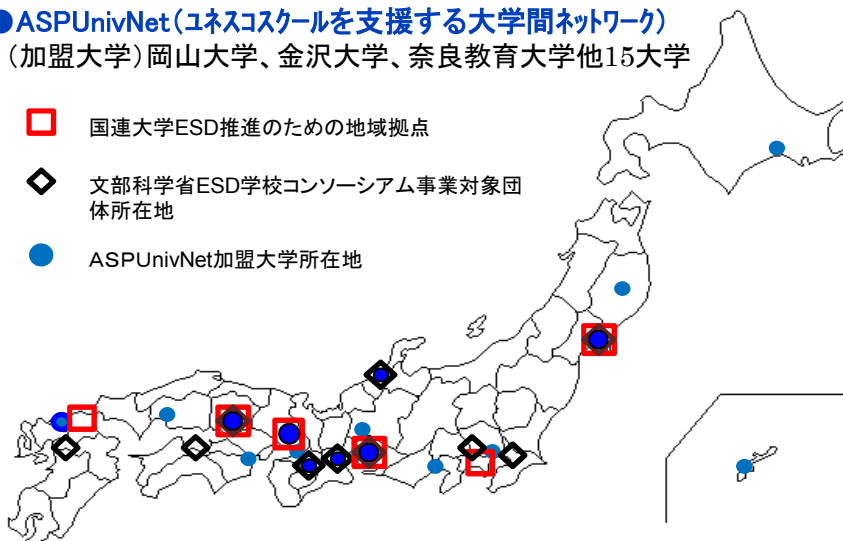 ●ASPUnivNet（ユネスコスクールを支援する大学間ネットワーク）
（加盟大学）岡山大学、金沢大学、奈良教育大学他15大学
国連大学ESD推進のための地域拠点
文部科学省ESD学校コンソーシアム事業対象団
体所在地
ASPUnivNet加盟大学所在地